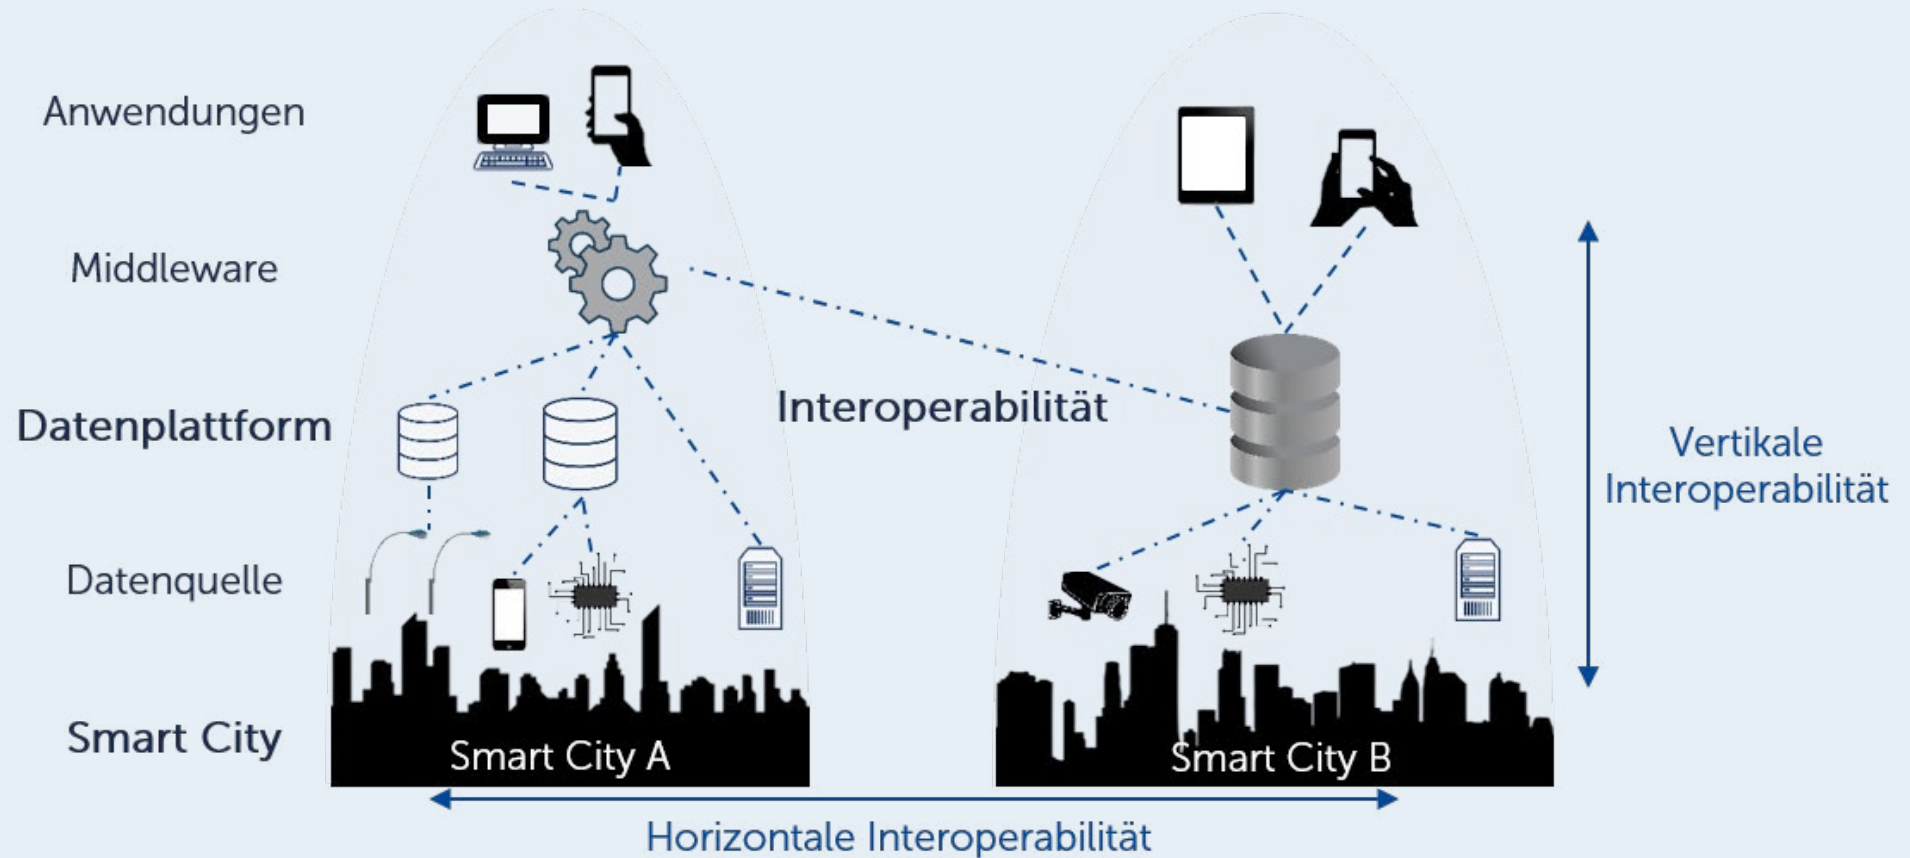 Anwendungen
Middleware
Datenplattform
Interoperabilität
Vertikale
Interoperabilität
Datenquelle
Smart City
Smart City A
Smart City B
Horizontale Interoperabilität